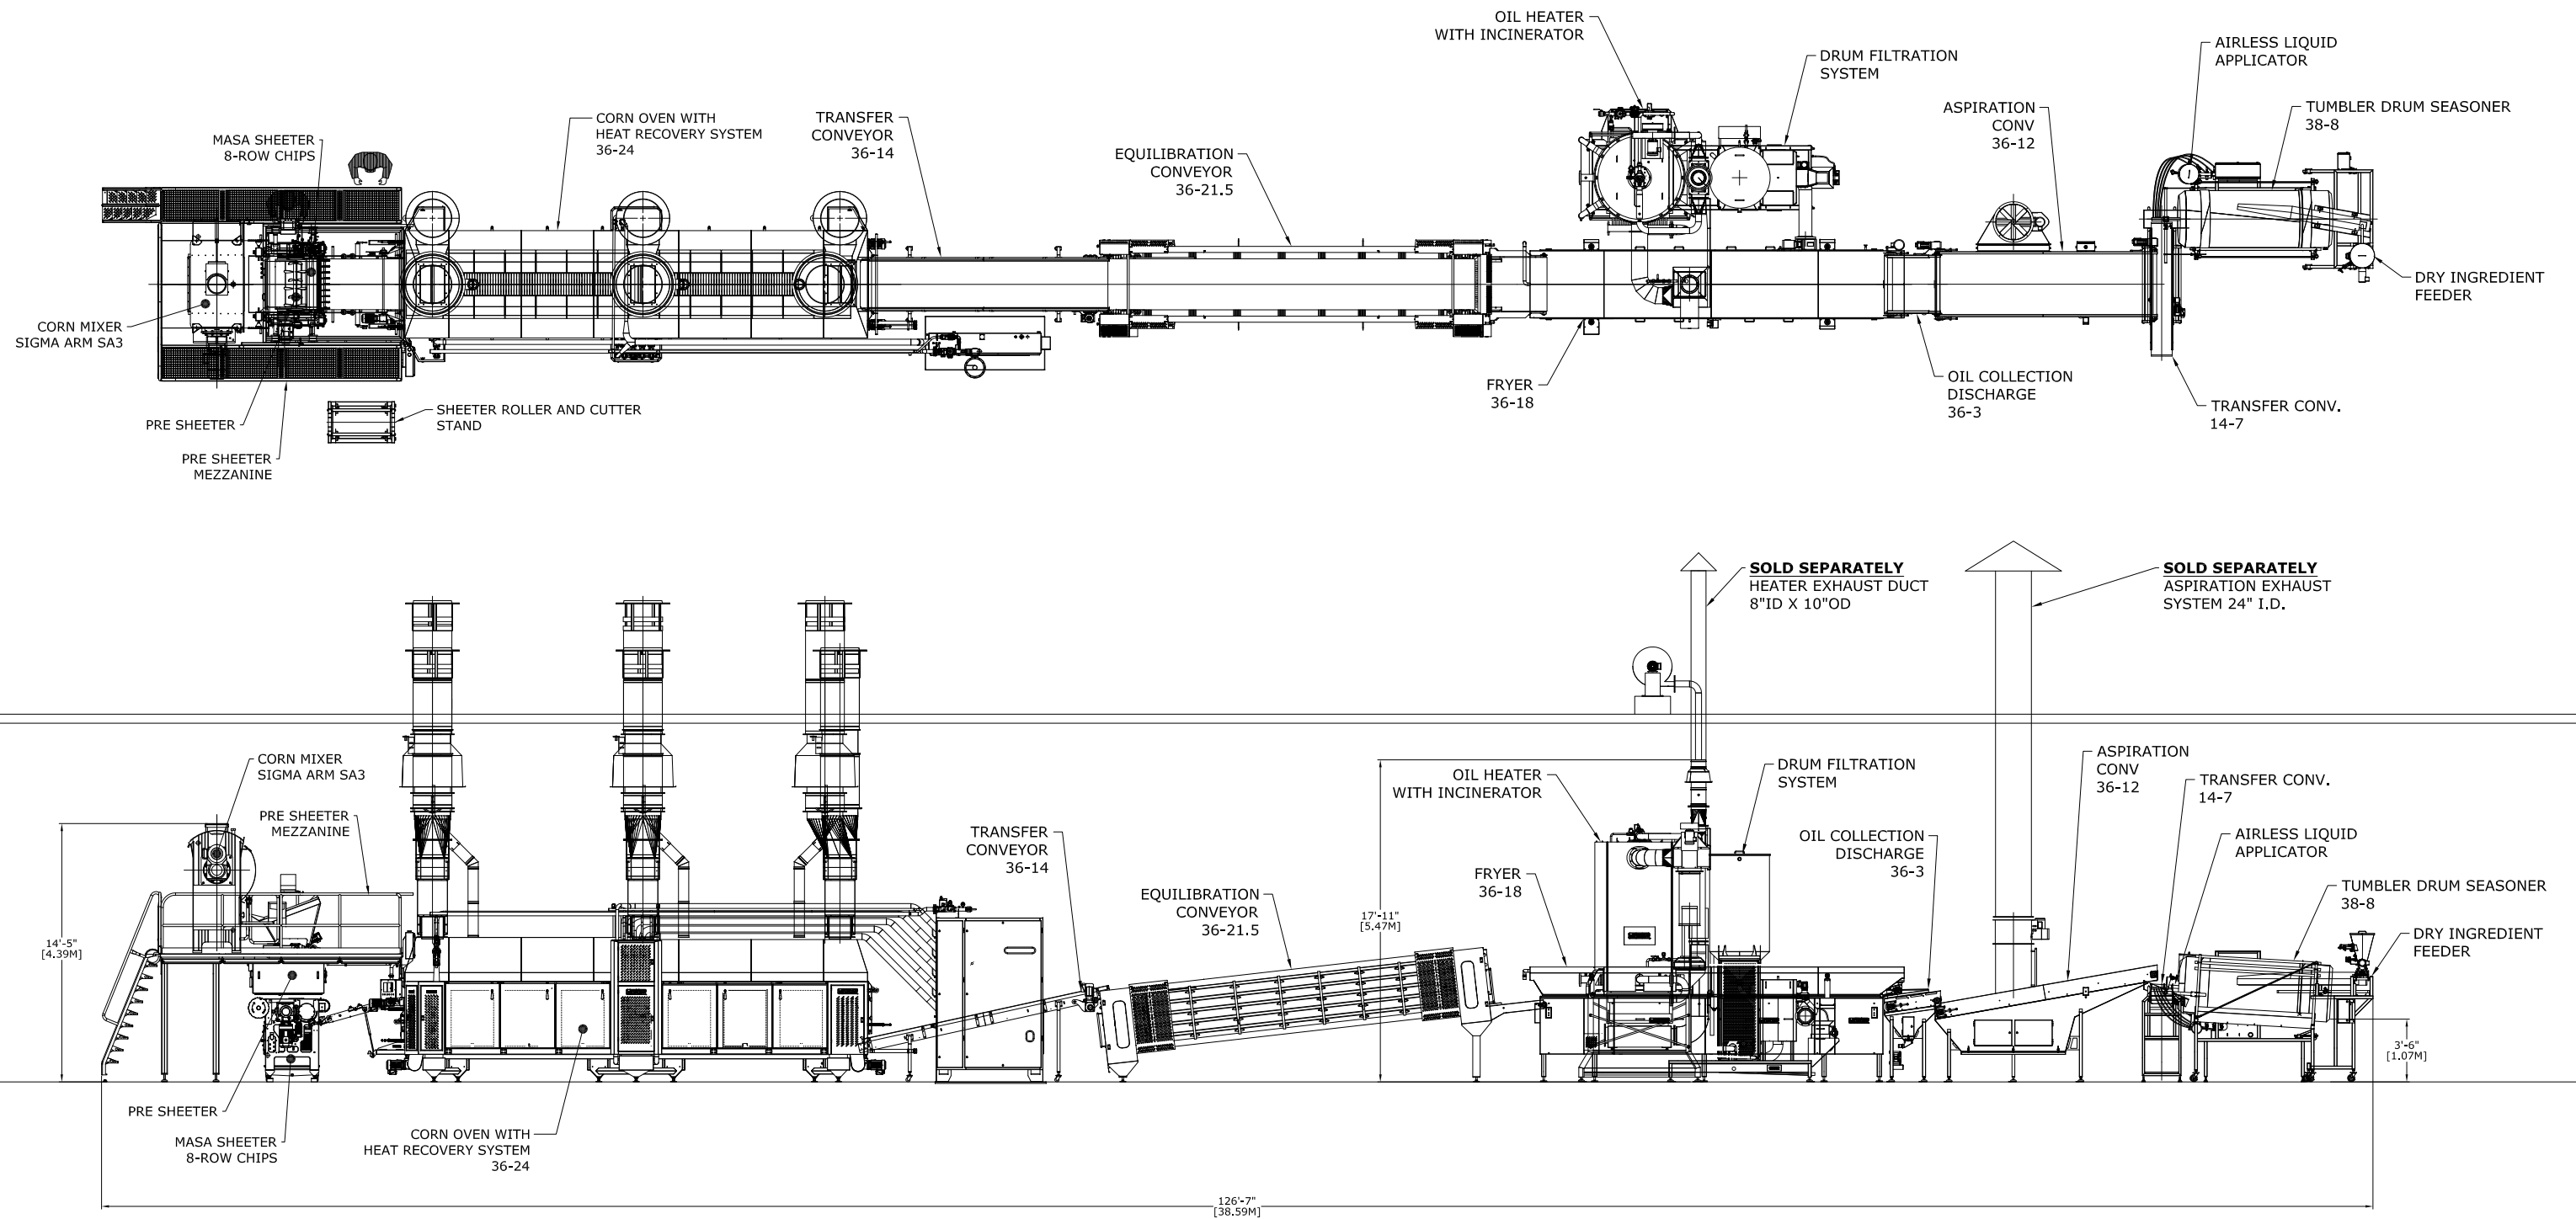 OIL HEATER
WITH INCINERATOR
DRUM FILTRATION
SYSTEM
AIRLESS LIQUID
APPLICATOR
TUMBLER DRUM SEASONER
38-8
ASPIRATION
CONV
36-12
CORN OVEN WITH
HEAT RECOVERY SYSTEM
36-24
TRANSFER
CONVEYOR
36-14
MASA SHEETER
8-ROW CHIPS
EQUILIBRATION
CONVEYOR
36-21.5
DRY INGREDIENT
FEEDER
CORN MIXER
SIGMA ARM SA3
FRYER
36-18
OIL COLLECTION
DISCHARGE
36-3
TRANSFER CONV.
14-7
SHEETER ROLLER AND CUTTER
STAND
PRE SHEETER
PRE SHEETER
MEZZANINE
SOLD SEPARATELY
HEATER EXHAUST DUCT
8"ID X 10"OD
SOLD SEPARATELY
ASPIRATION EXHAUST
SYSTEM 24" I.D.
CORN MIXER
SIGMA ARM SA3
PRE SHEETER
MEZZANINE
OIL HEATER
WITH INCINERATOR
DRUM FILTRATION
SYSTEM
ASPIRATION
CONV
36-12
TRANSFER CONV.
14-7
TRANSFER
CONVEYOR
36-14
OIL COLLECTION
DISCHARGE
36-3
AIRLESS LIQUID
APPLICATOR
FRYER
36-18
EQUILIBRATION
CONVEYOR
36-21.5
TUMBLER DRUM SEASONER
38-8
DRY INGREDIENT
FEEDER
14'-5"
[4.39M]
17'-11"
[5.47M]
3'-6"
[1.07M]
PRE SHEETER
MASA SHEETER
8-ROW CHIPS
CORN OVEN WITH
HEAT RECOVERY SYSTEM
36-24
126'-7"
[38.59M]